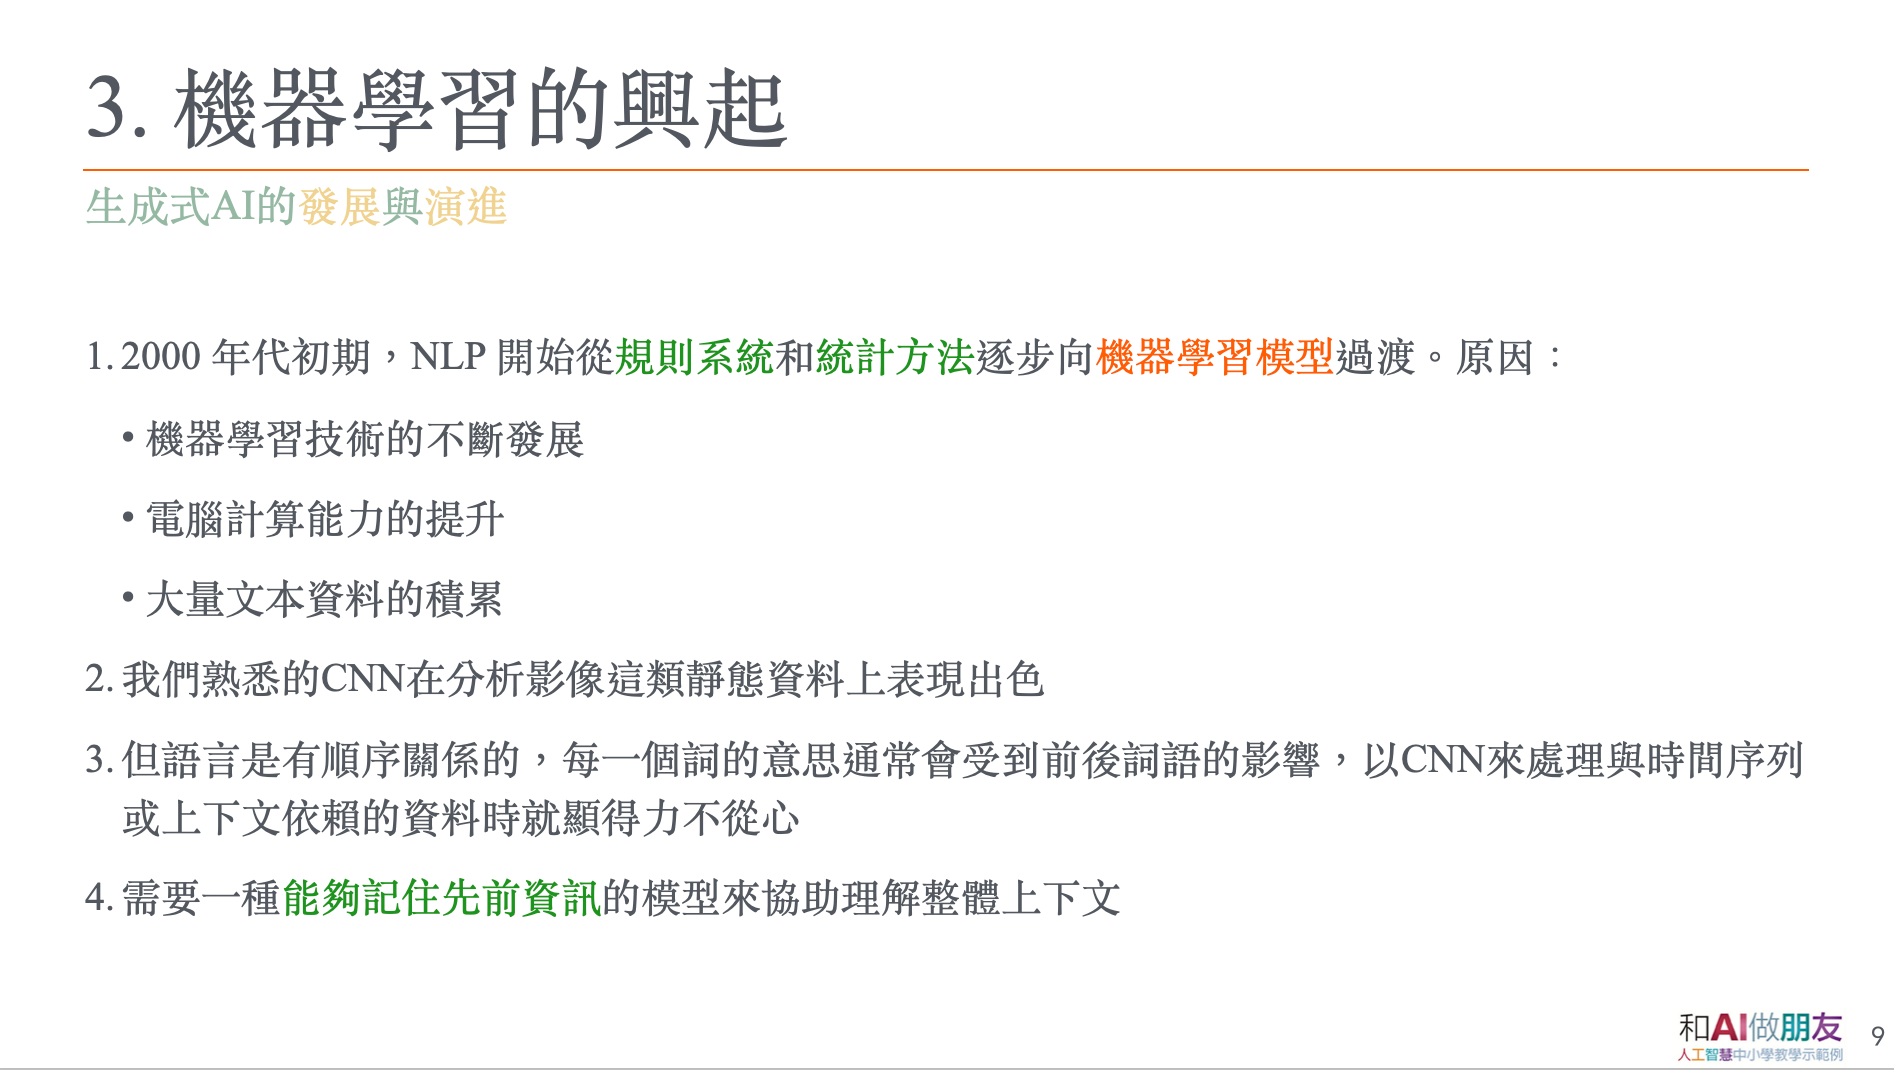 3. 機器學習的興起
生成式AI的發展與演進
1. 2000 年代初期，NLP 開始從規則系統和統計方法逐步向機器學習模型過渡。原因：
• 機器學習技術的不斷發展
• 電腦計算能力的提升
• 大量文本資料的積累
2. 我們熟悉的CNN在分析影像這類靜態資料上表現出色
3. 但語言是有順序關係的，每一個詞的意思通常會受到前後詞語的影響，以CNN來處理與時間序列
或上下文依賴的資料時就顯得力不從心
4. 需要一種能夠記住先前資訊的模型來協助理解整體上下文
和AI做朋友
人工智慧中小學教學示範例
9